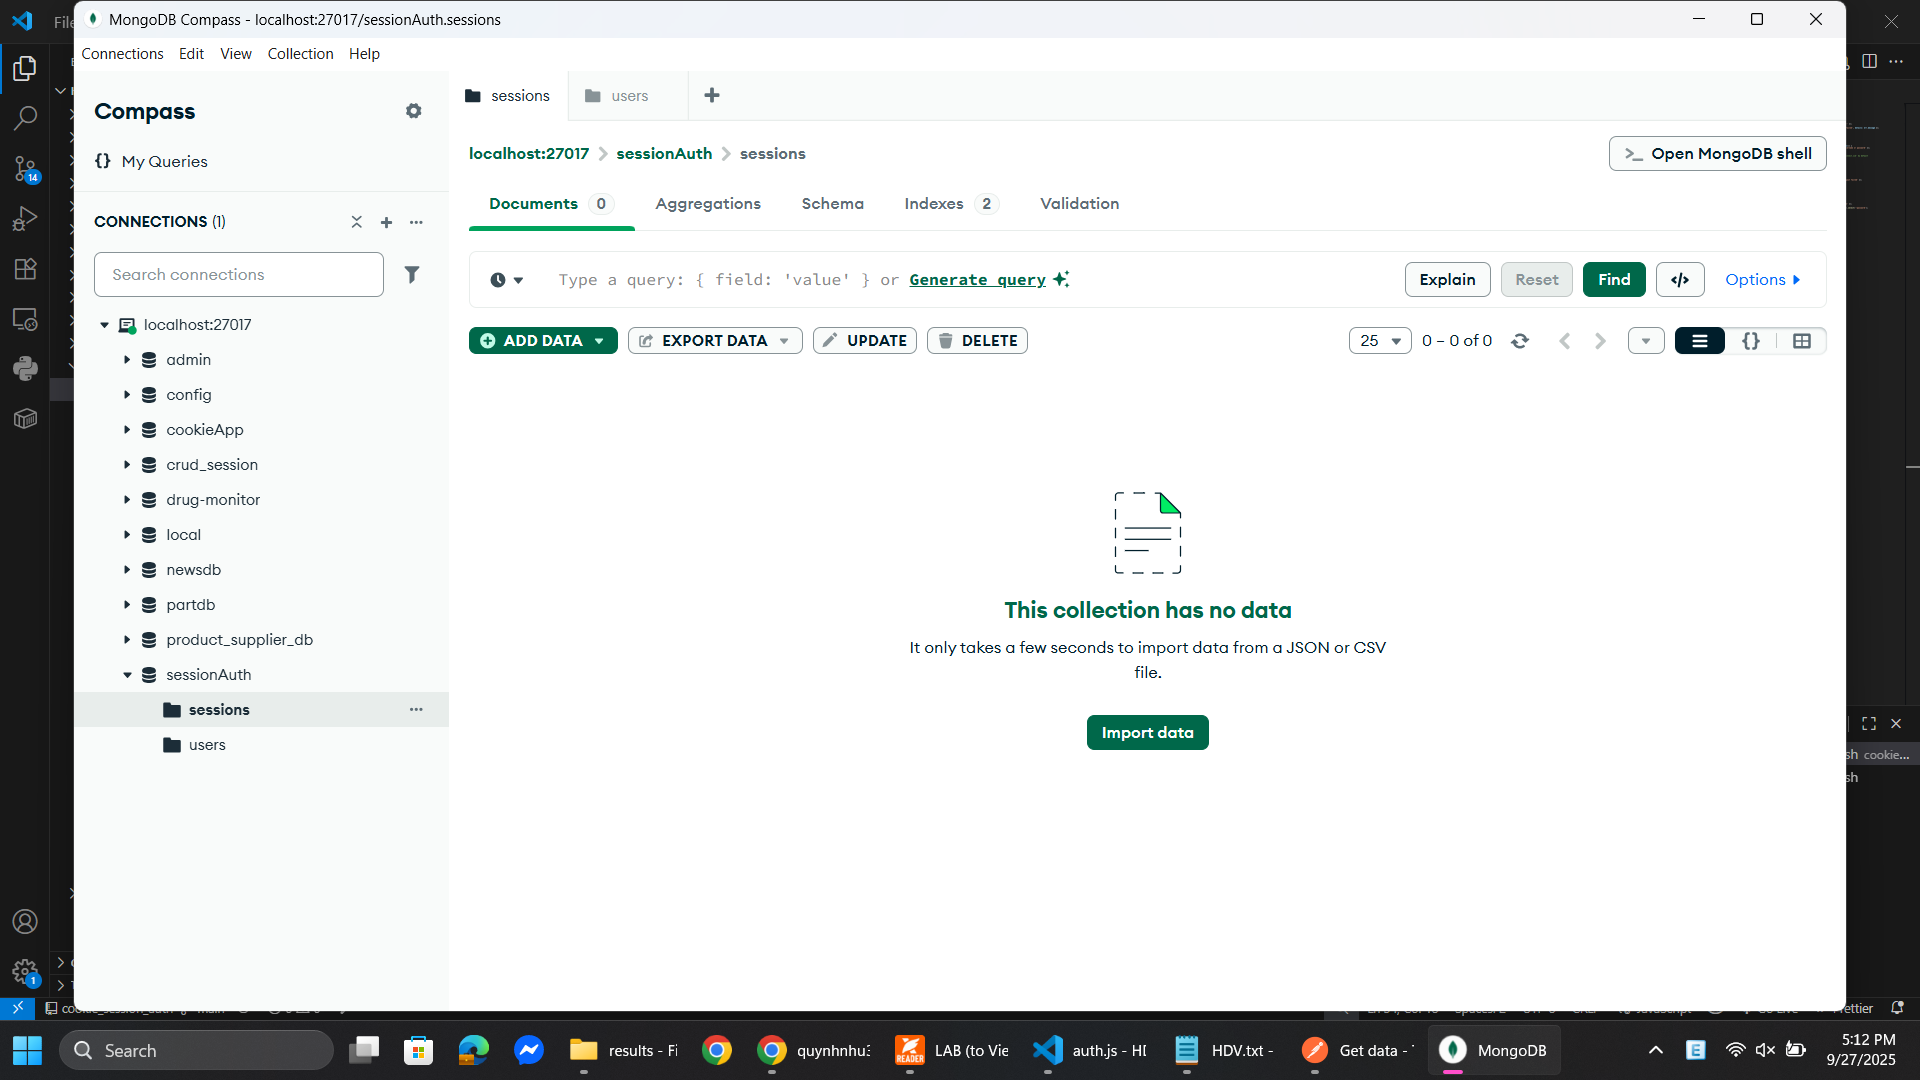 MongoDB Compass - localhost:27017/sessionAuth.sessions
Connections Edit View Collection Help
Compass
My Queries
CONNECTIONS (1)
Search connections
localhost:27017
admin
config
cookieApp
crud_session
drug-monitor
local
newsdb
partdb
product_supplier_db
sessionAuth
sessions
users
sessions
users
localhost:27017 > sessionAuth > sessions
>_ Open MongoDB shell
Documents 0 Aggregations Schema Indexes 2 Validation
Type a query: { field: 'value' } or Generate query
Explain Reset Find </> Options
ADD DATA EXPORT DATA UPDATE DELETE
25 0 – 0 of 0
This collection has no data
It only takes a few seconds to import data from a JSON or CSV
file.
Import data
File
14
1
sh cookie...
sh
Search
results - Fi
quynhnhu3
LAB (to Vie
auth.js - HD
HDV.txt -
Get data -
MongoDB
5:12 PM
9/27/2025